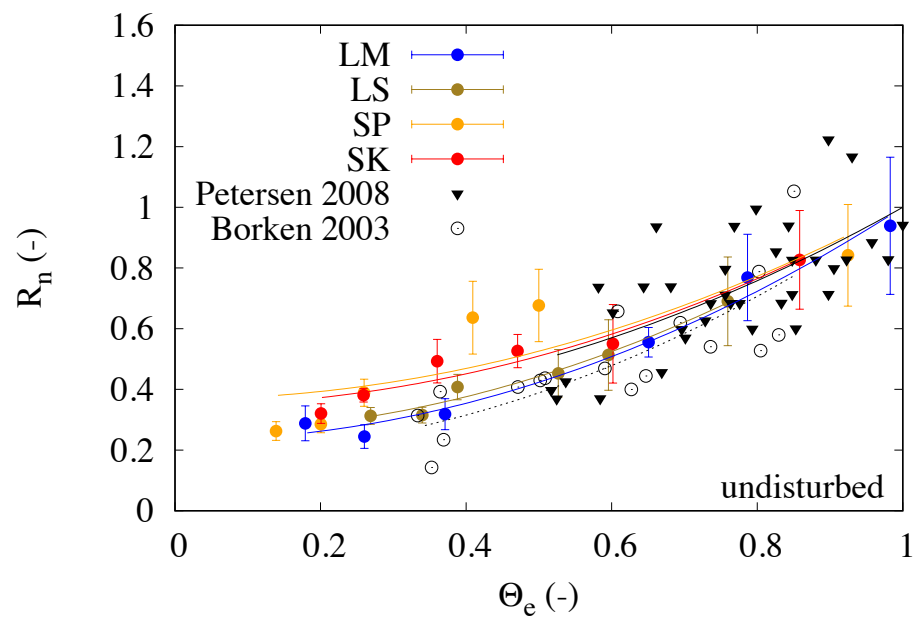 1.6
1.4
1.2
1
0.8
0.6
0.4
0.2
0
R_n (-)
LM
LS
SP
SK
Petersen 2008
Borken 2003
undisturbed
0 0.2 0.4 0.6 0.8 1
Θ_e (-)